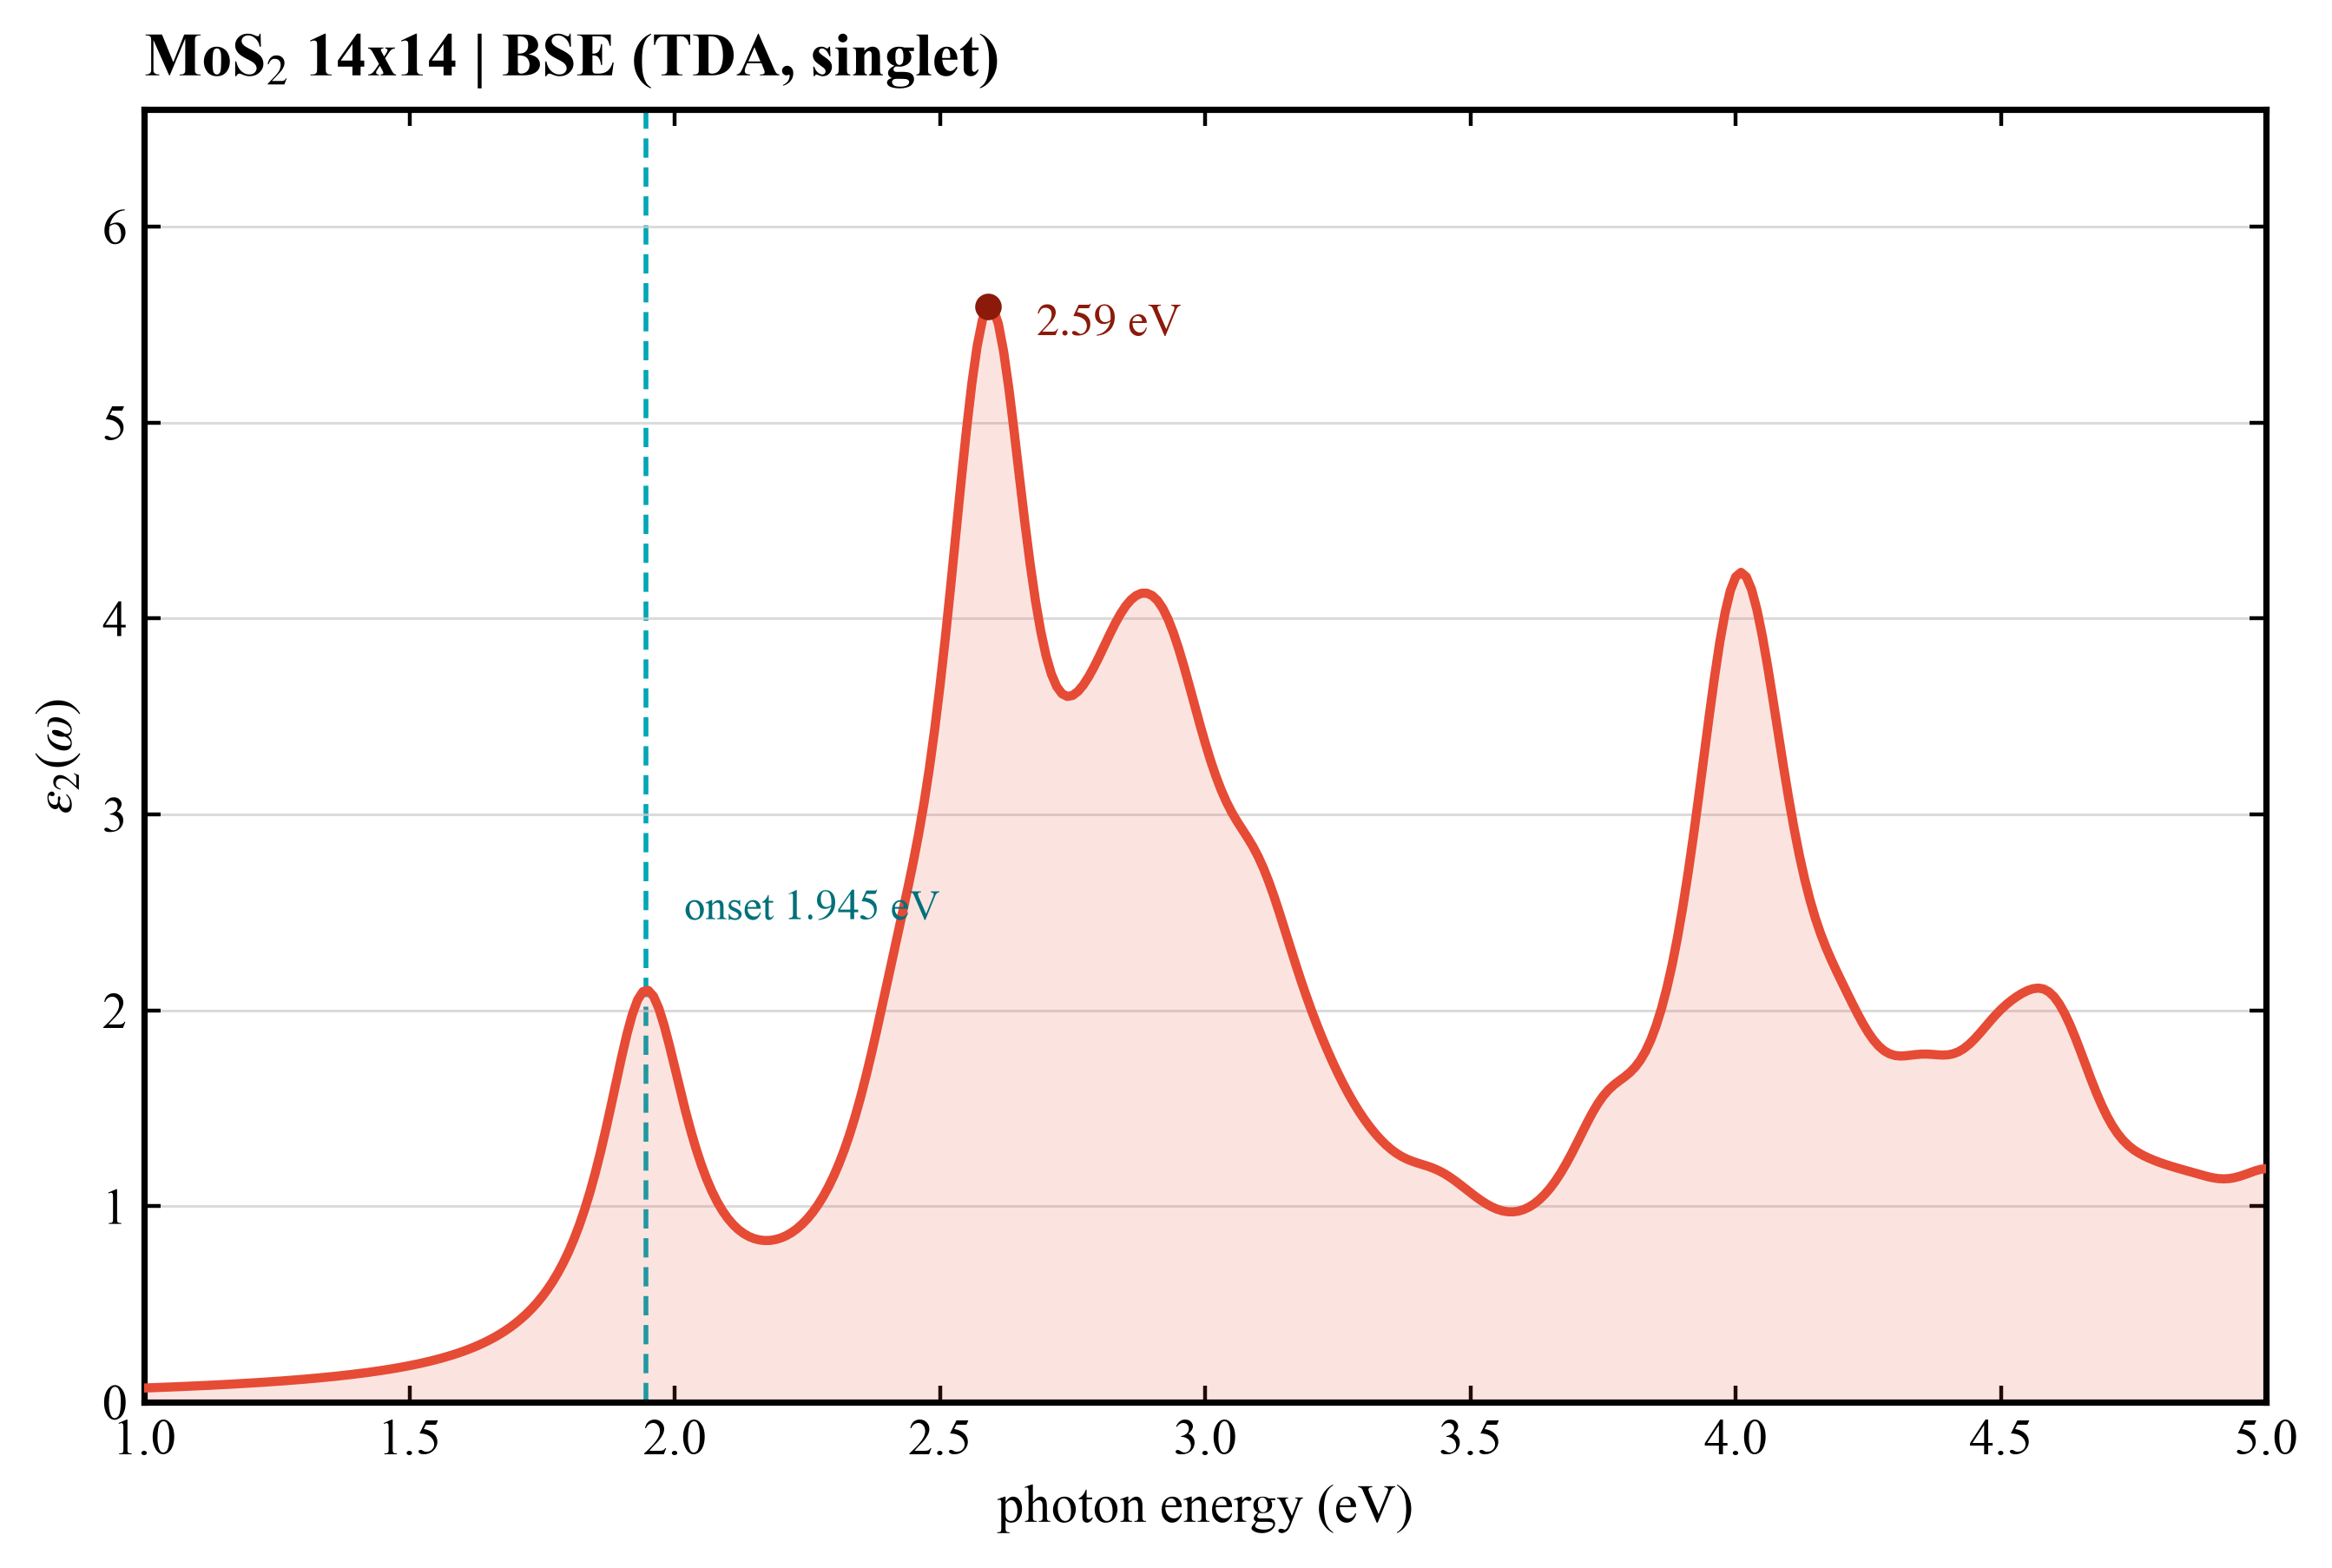 MoS₂ 14x14 | BSE (TDA, singlet)
6
5
4
3
2
1
0
ε₂(ω)
2.59 eV
onset 1.945 eV
1.0 1.5 2.0 2.5 3.0 3.5 4.0 4.5 5.0
photon energy (eV)